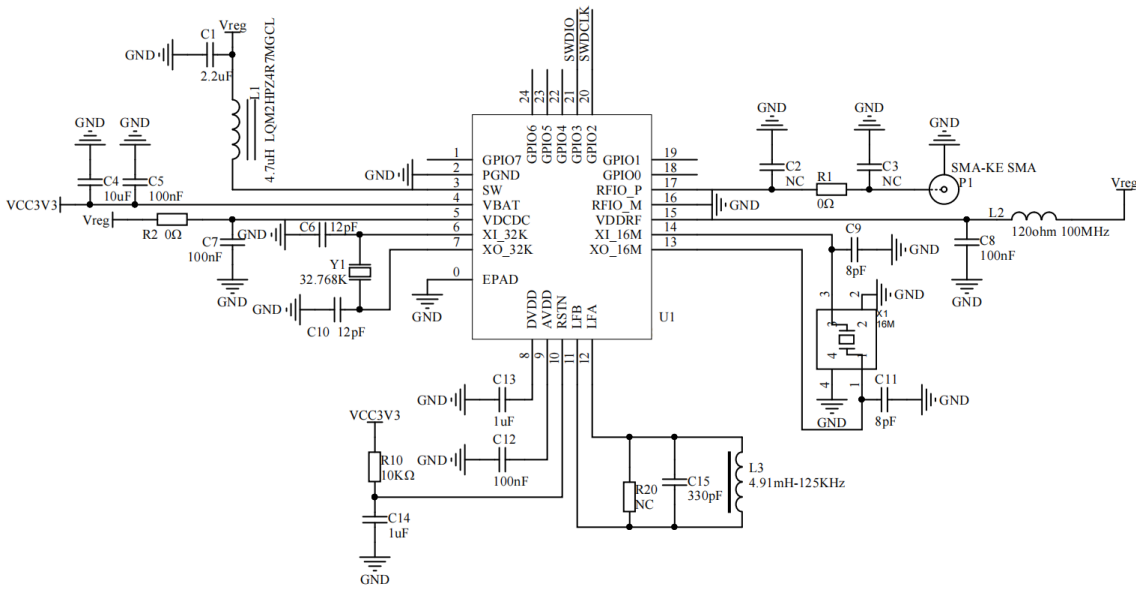 C1
Vreg
GND
2.2uF
L1
4.7uH LQM2HPZ4R7MGCL
SWDIO
SWDCLK
24
23
22
21
20
GPIO6
GPIO5
GPIO4
GPIO3
GPIO2
GND
GND
C4
10uF
C5
100nF
VCC3V3
Vreg
R2 0Ω
C7
100nF
GND
GND
GND
C6 12pF
Y1
32.768K
GND
C10 12pF
GND
1 GPIO7
2 PGND
3 SW
4 VBAT
5 VDCDC
6 XI_32K
7 XO_32K
0 EPAD
GPIO1 19
GPIO0 18
RFIO_P 17
RFIO_M 16
VDDRF 15
XI_16M 14
XO_16M 13
U1
DVDD
AVDD
RSTN
LFB
LFA
8
9
10
11
12
GND
GND
GND
C2
NC
R1
0Ω
C3
NC
SMA-KE SMA
P1
GND
Vreg
L2
120ohm 100MHz
C8
100nF
GND
C9
8pF
GND
3
2
GND
X1
16M
3
2
4
1
4
1
GND
C11
8pF
GND
C13
GND
1uF
C12
GND
100nF
VCC3V3
R10
10KΩ
C14
1uF
GND
R20
NC
C15
330pF
L3
4.91mH-125KHz